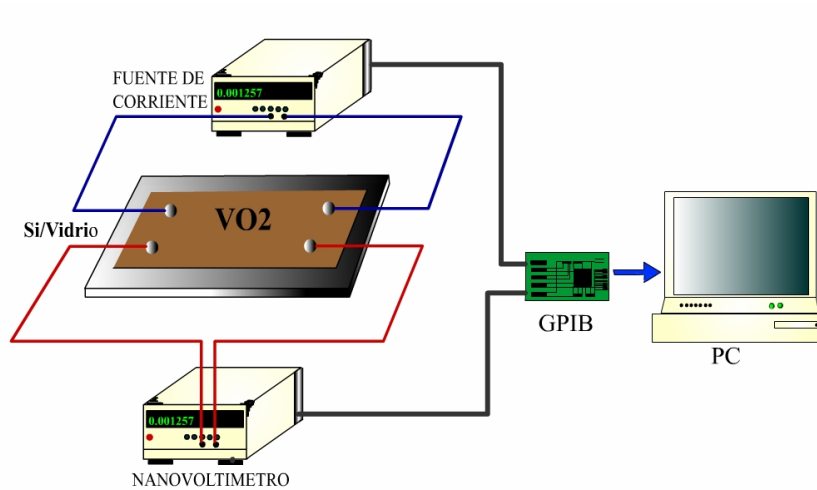 FUENTE DE
CORRIENTE
0.001257
Si/Vidrio
VO2
GPIB
PC
0.001257
NANOVOLTIMETRO